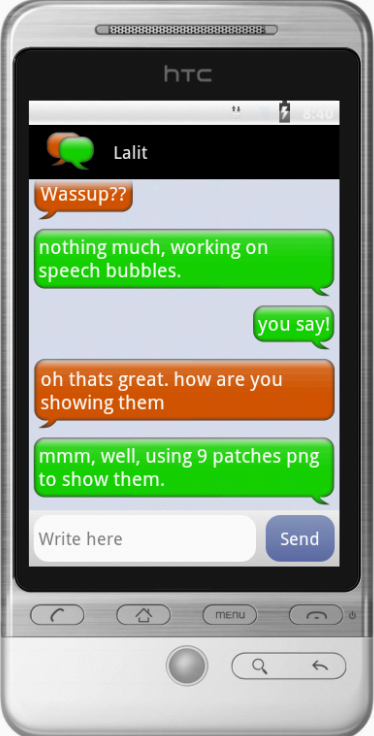 hTC
8:40
Lalit
Wassup??
nothing much, working on
speech bubbles.
you say!
oh thats great. how are you
showing them
mmm, well, using 9 patches png
to show them.
Write here
Send
MENU